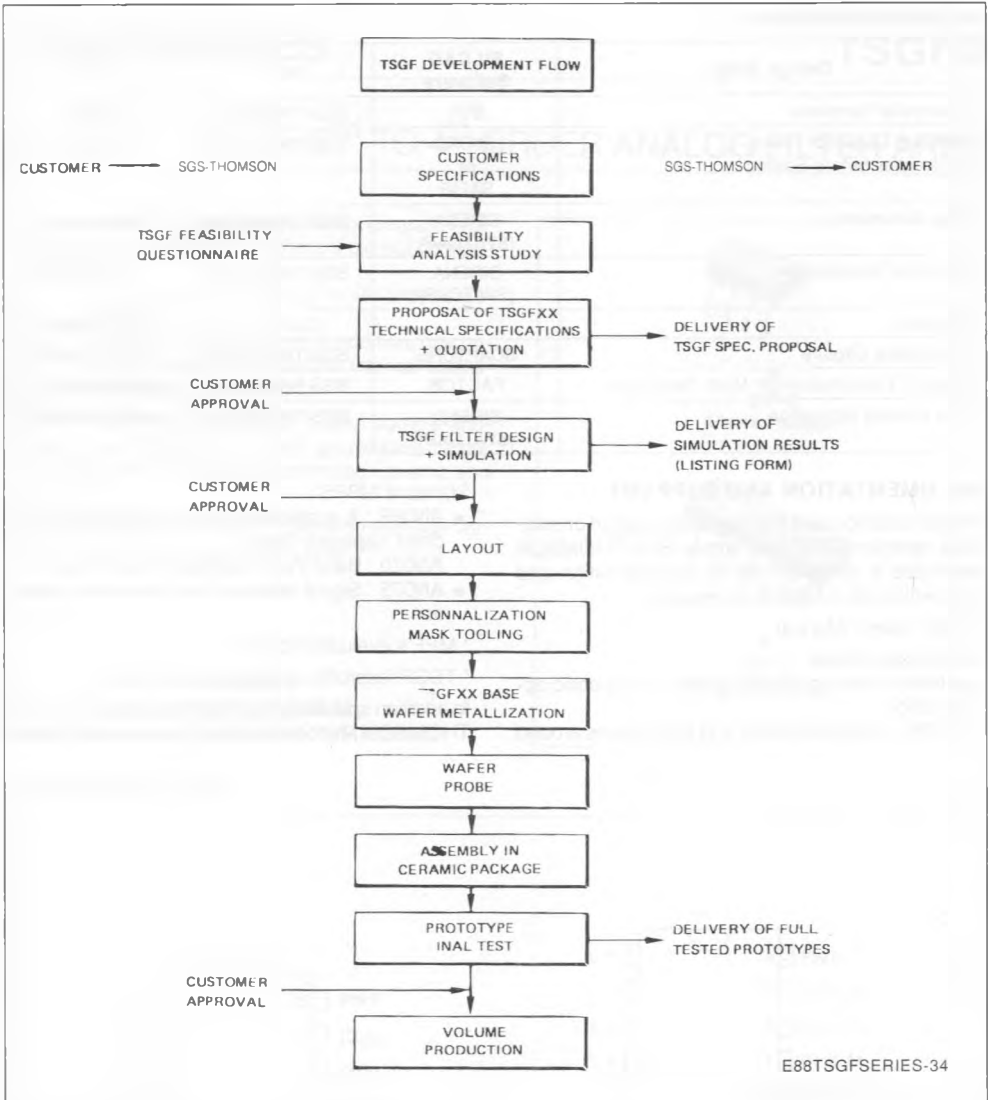 TSGF DEVELOPMENT FLOW
CUSTOMER → SGS-THOMSON
CUSTOMER
SPECIFICATIONS
SGS-THOMSON → CUSTOMER
TSGF FEASIBILITY
QUESTIONNAIRE
FEASIBILITY
ANALYSIS STUDY
PROPOSAL OF TSGFXX
TECHNICAL SPECIFICATIONS
+ QUOTATION
DELIVERY OF
TSGF SPEC. PROPOSAL
CUSTOMER
APPROVAL
TSGF FILTER DESIGN
+ SIMULATION
DELIVERY OF
SIMULATION RESULTS
(LISTING FORM)
CUSTOMER
APPROVAL
LAYOUT
PERSONNALIZATION
MASK TOOLING
GFXX BASE
WAFER METALLIZATION
WAFER
PROBE
ASSEMBLY IN
CERAMIC PACKAGE
PROTOTYPE
INAL TEST
DELIVERY OF FULL
TESTED PROTOTYPES
CUSTOMER
APPROVAL
VOLUME
PRODUCTION
E88TSGFSERIES-34